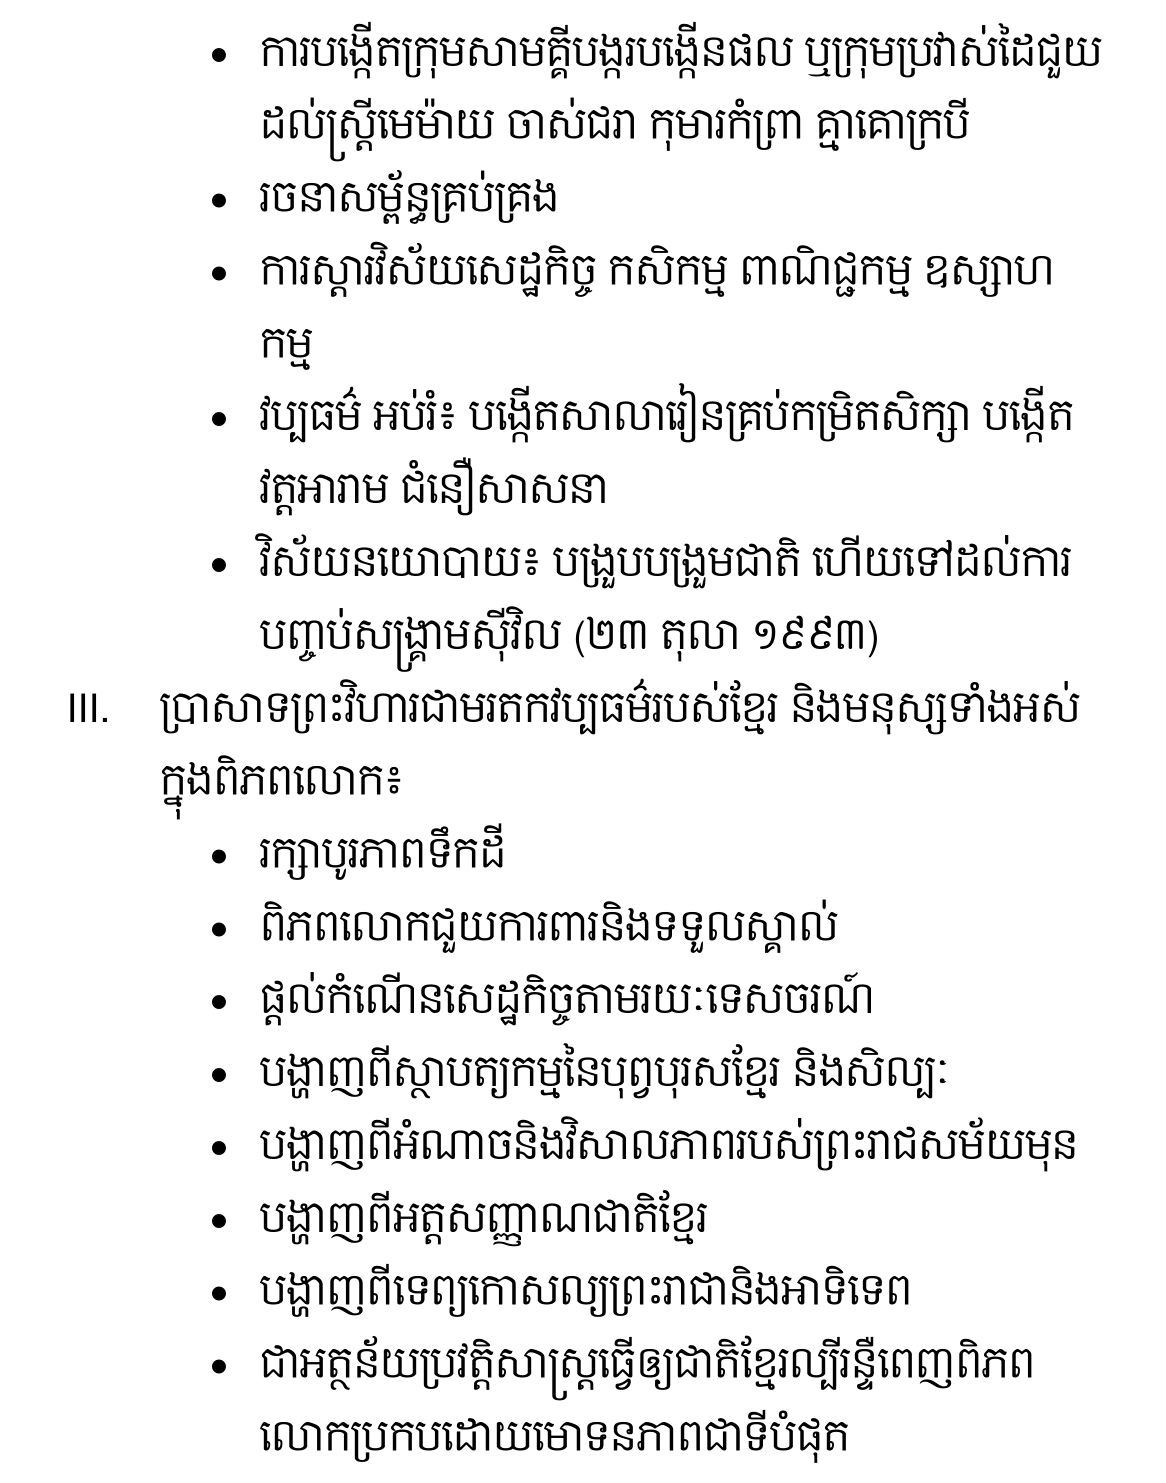 • ការបង្កើតក្រុមសាមគ្គីបង្ករបង្កើនផល ឬក្រុមប្រវាស់ដៃជួយ
ដល់ស្ត្រីមេម៉ាយ ចាស់ជរា កុមារកំព្រា គ្មាគោក្របី
• រចនាសម្ព័ន្ធគ្រប់គ្រង
• ការស្តារវិស័យសេដ្ឋកិច្ច កសិកម្ម ពាណិជ្ជកម្ម ឧស្សាហ
កម្ម
• វប្បធម៌ អប់រំ៖ បង្កើតសាលារៀនគ្រប់កម្រិតសិក្សា បង្កើត
វត្តអារាម ជំនឿសាសនា
• វិស័យនយោបាយ៖ បង្រួបបង្រួមជាតិ ហើយទៅដល់ការ
បញ្ចប់សង្គ្រាមស៊ីវិល (២៣ តុលា ១៩៩៣)
III. ប្រាសាទព្រះវិហារជាមរតកវប្បធម៌របស់ខ្មែរ និងមនុស្សទាំងអស់
ក្នុងពិភពលោក៖
• រក្សាបូរភាពទឹកដី
• ពិភពលោកជួយការពារនិងទទួលស្គាល់
• ផ្តល់កំណើនសេដ្ឋកិច្ចតាមរយៈទេសចរណ៍
• បង្ហាញពីស្ថាបត្យកម្មនៃបុព្វបុរសខ្មែរ និងសិល្បៈ
• បង្ហាញពីអំណាចនិងវិសាលភាពរបស់ព្រះរាជសម័យមុន
• បង្ហាញពីអត្តសញ្ញាណជាតិខ្មែរ
• បង្ហាញពីទេព្យកោសល្យព្រះរាជានិងអាទិទេព
• ជាអត្ថន័យប្រវត្តិសាស្ត្រធ្វើឲ្យជាតិខ្មែរល្បីរន្ទឺពេញពិភព
លោកប្រកបដោយមោទនភាពជាទីបំផុត